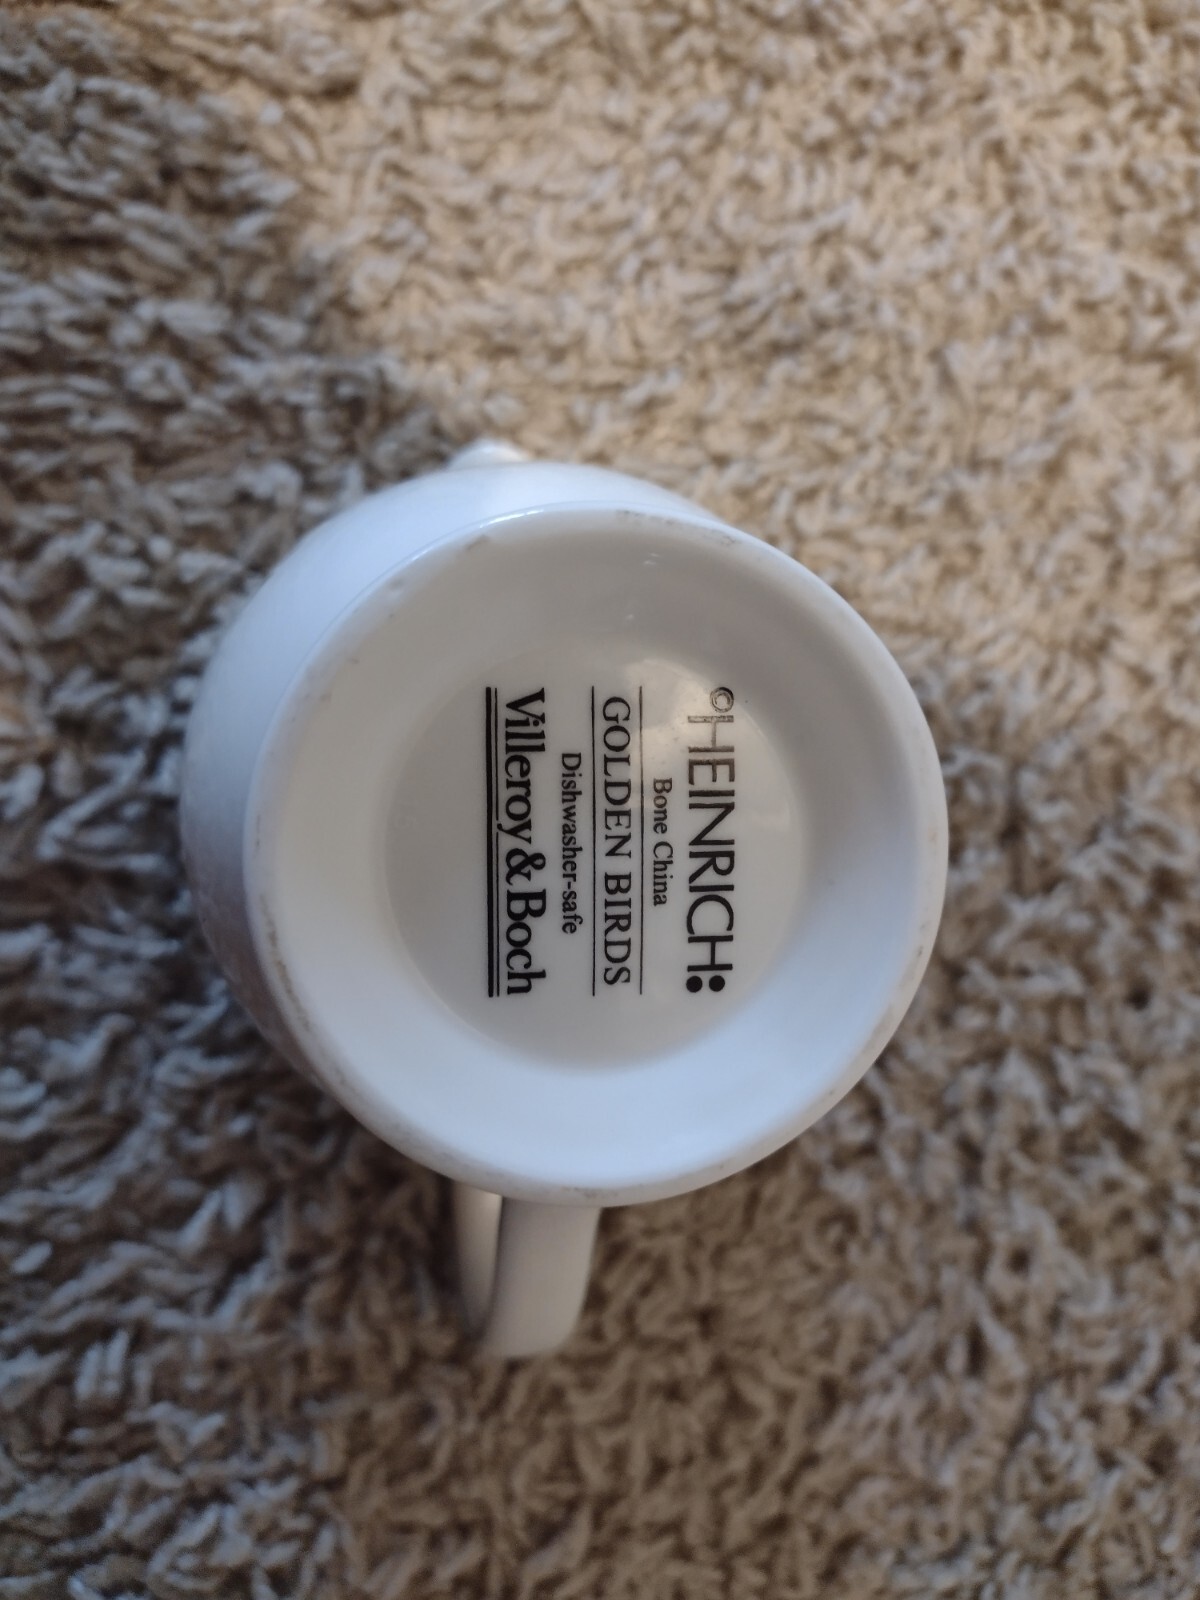 ©HEINRICH:
Bone China
GOLDEN BIRDS
Dishwasher-safe
Villeroy & Boch